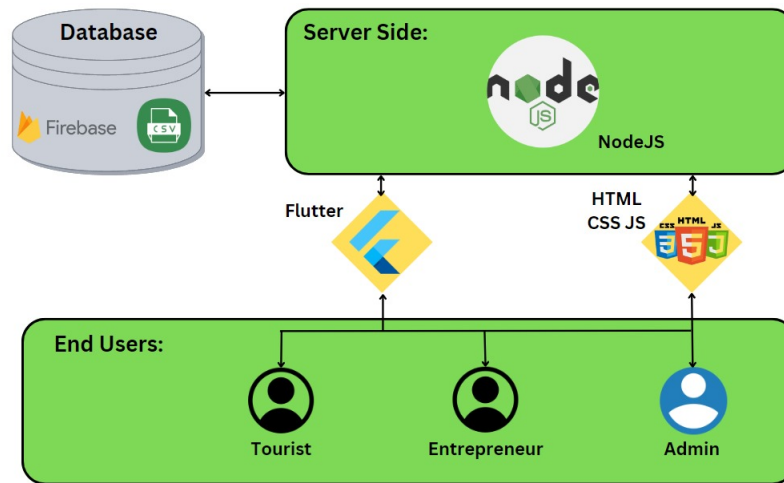 Database
Firebase
CSV
Server Side:
node
JS
NodeJS
Flutter
HTML
CSS JS
CSS HTML JS
End Users:
Tourist
Entrepreneur
Admin